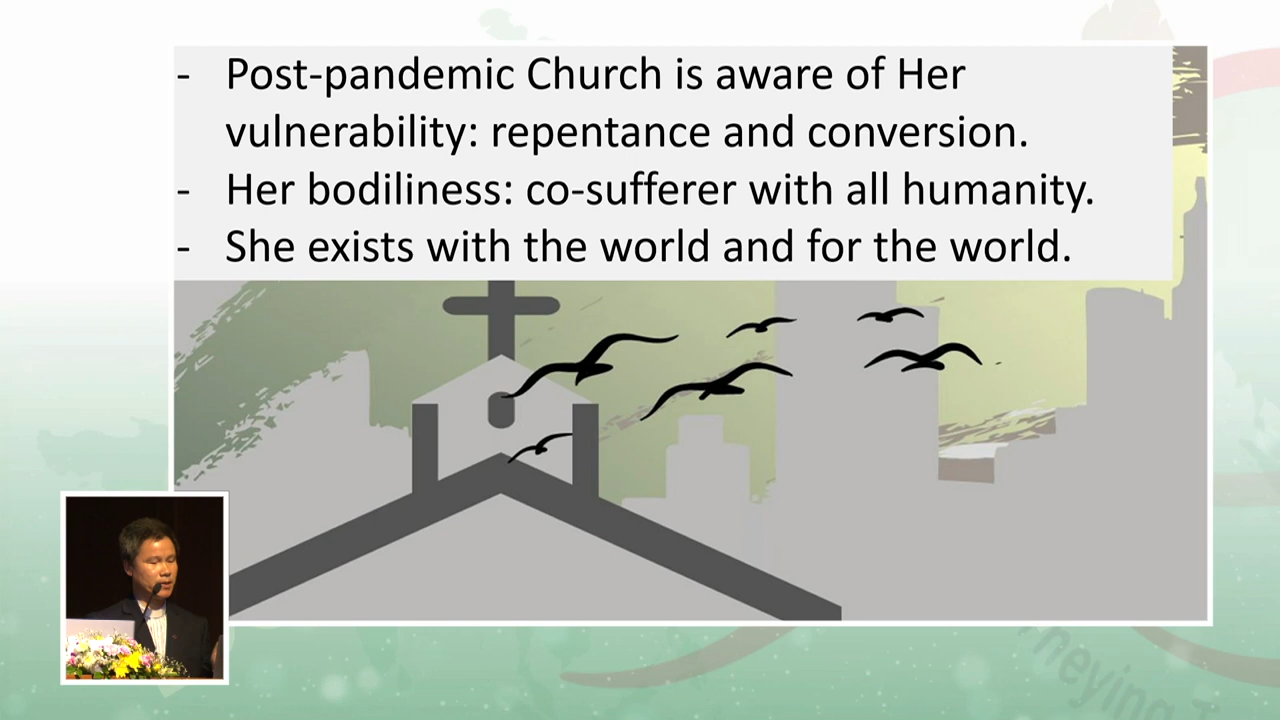 - Post-pandemic Church is aware of Her
vulnerability: repentance and conversion.
- Her bodiliness: co-sufferer with all humanity.
- She exists with the world and for the world.